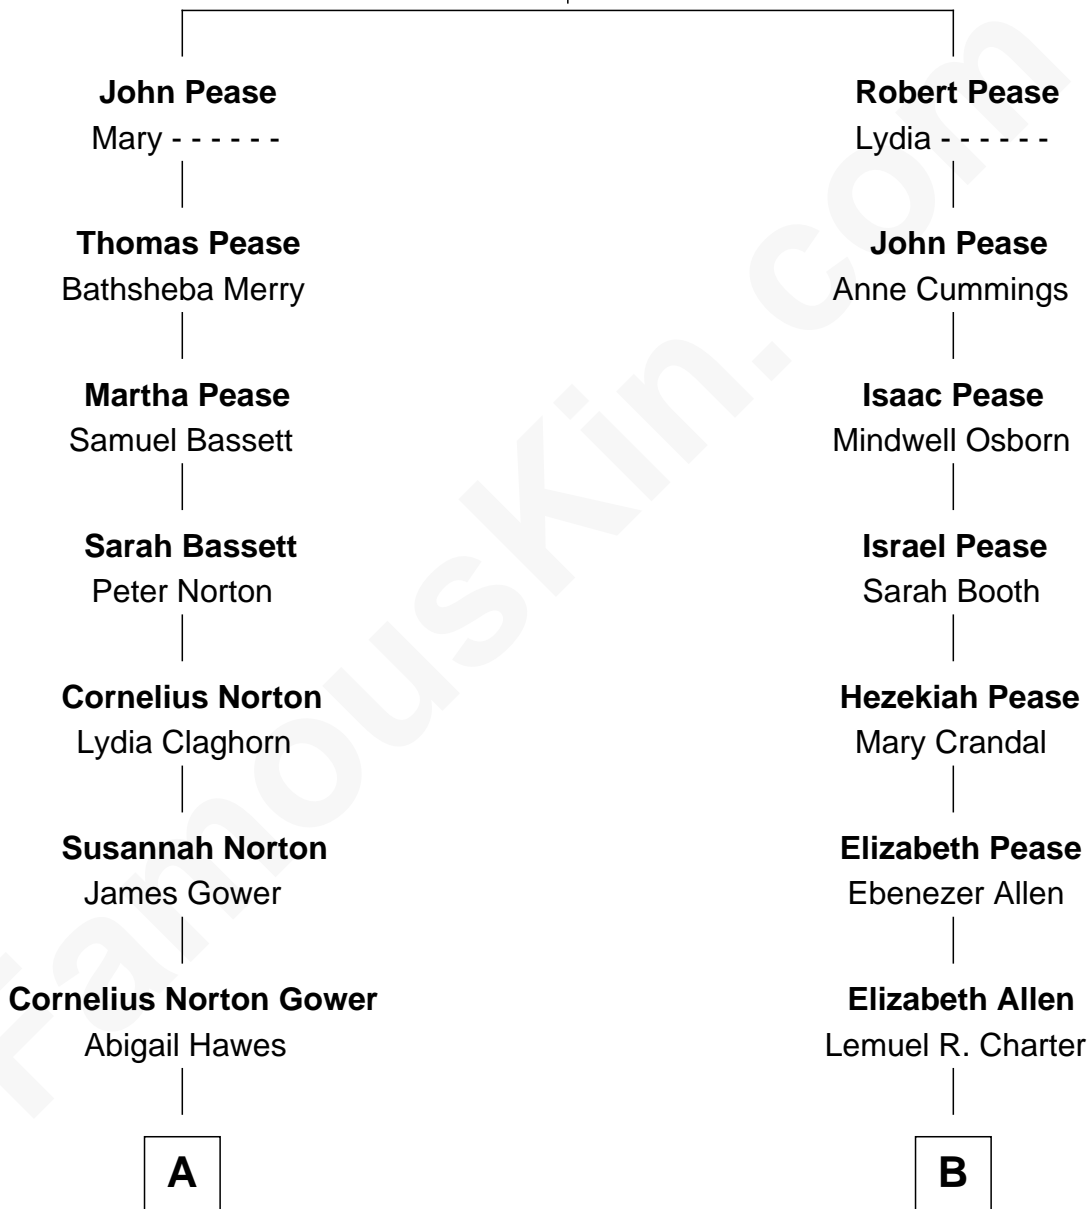 John Pease
Mary - - - - - -
Robert Pease
Lydia - - - - - -
Thomas Pease
Bathsheba Merry
John Pease
Anne Cummings
Martha Pease
Samuel Bassett
Isaac Pease
Mindwell Osborn
Sarah Bassett
Peter Norton
Israel Pease
Sarah Booth
Cornelius Norton
Lydia Claghorn
Hezekiah Pease
Mary Crandal
Susannah Norton
James Gower
Elizabeth Pease
Ebenezer Allen
Cornelius Norton Gower
Abigail Hawes
Elizabeth Allen
Lemuel R. Charter
A
B
FamousKin.com